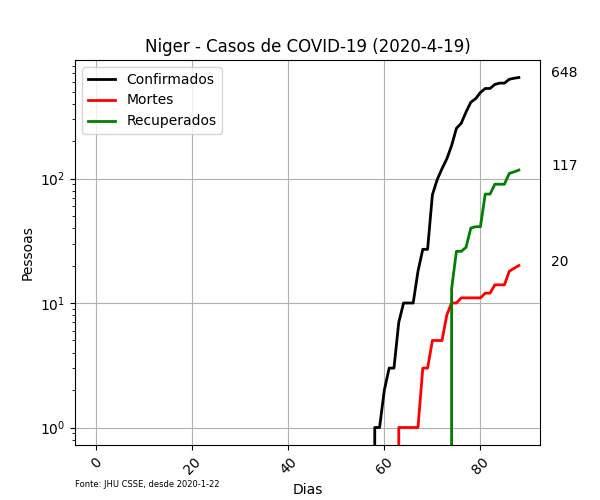 Niger - Casos de COVID-19 (2020-4-19)
Confirmados
Mortes
Recuperados
648
117
20
Pessoas
10²
10¹
10⁰
0
20
40
60
80
Fonte: JHU CSSE, desde 2020-1-22
Dias